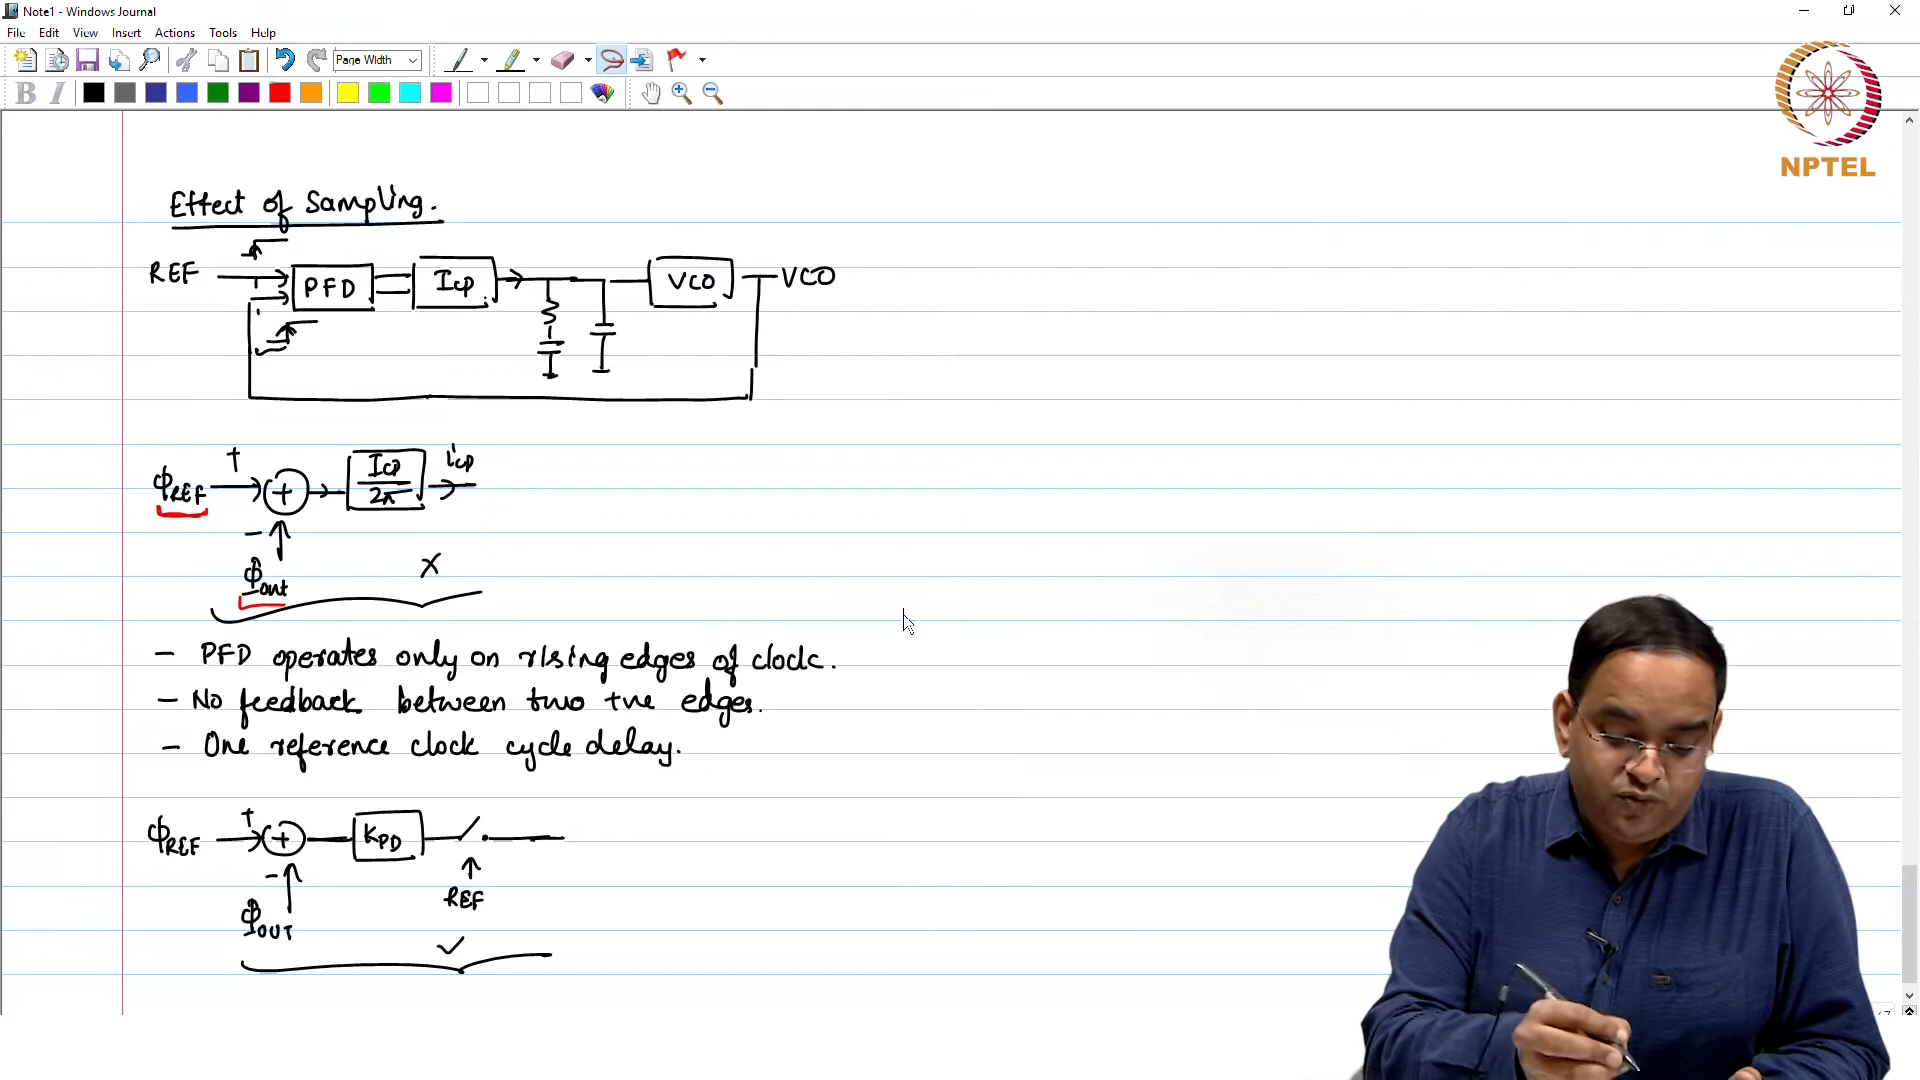 Note1 - Windows Journal
File Edit View Insert Actions Tools Help
Page Width
B I
NPTEL
Effect of Sampling.
REF PFD Icp VCO VCO
ΦREF + + Icp/2π icp
-
Φout
X
- PFD operates only on rising edges of clock.
- No feedback between two +ve edges.
- One reference clock cycle delay.
ΦREF + + KPD
- REF
ΦOUT
✓